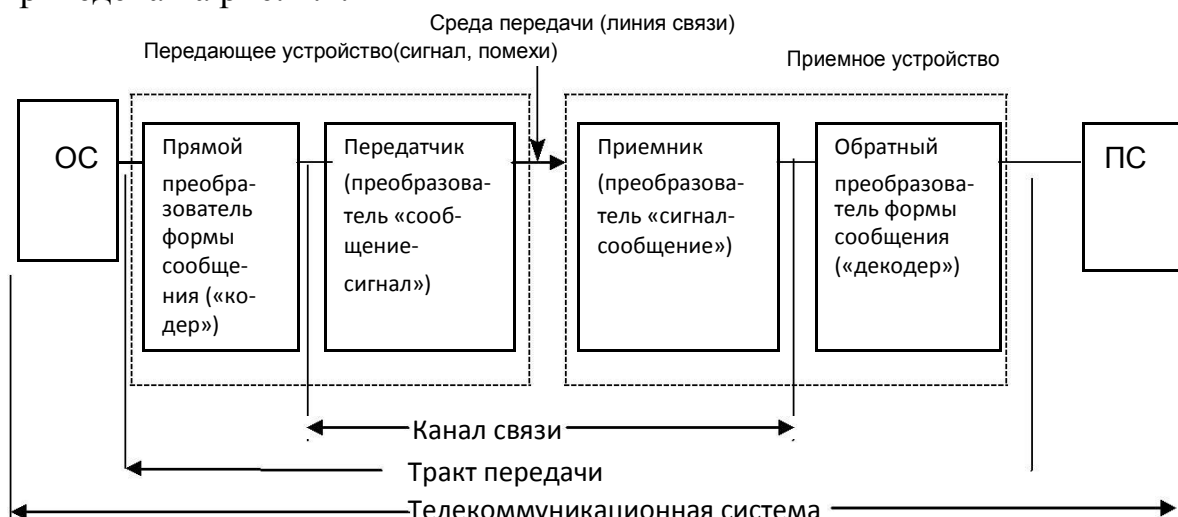 Среда передачи (линия связи)
Передающее устройство(сигнал, помехи)
Приемное устройство
ОС
Прямой
преобра-
зователь
формы
сообще-
ния («ко-
дер»)
Передатчик
(преобразова-
тель «сооб-
щение-
сигнал»)
Приемник
(преобразова-
тель «сигнал-
сообщение»)
Обратный
преобразова-
тель формы
сообщения
(«декодер»)
ПС
Канал связи
Тракт передачи
Телекоммуникационная система